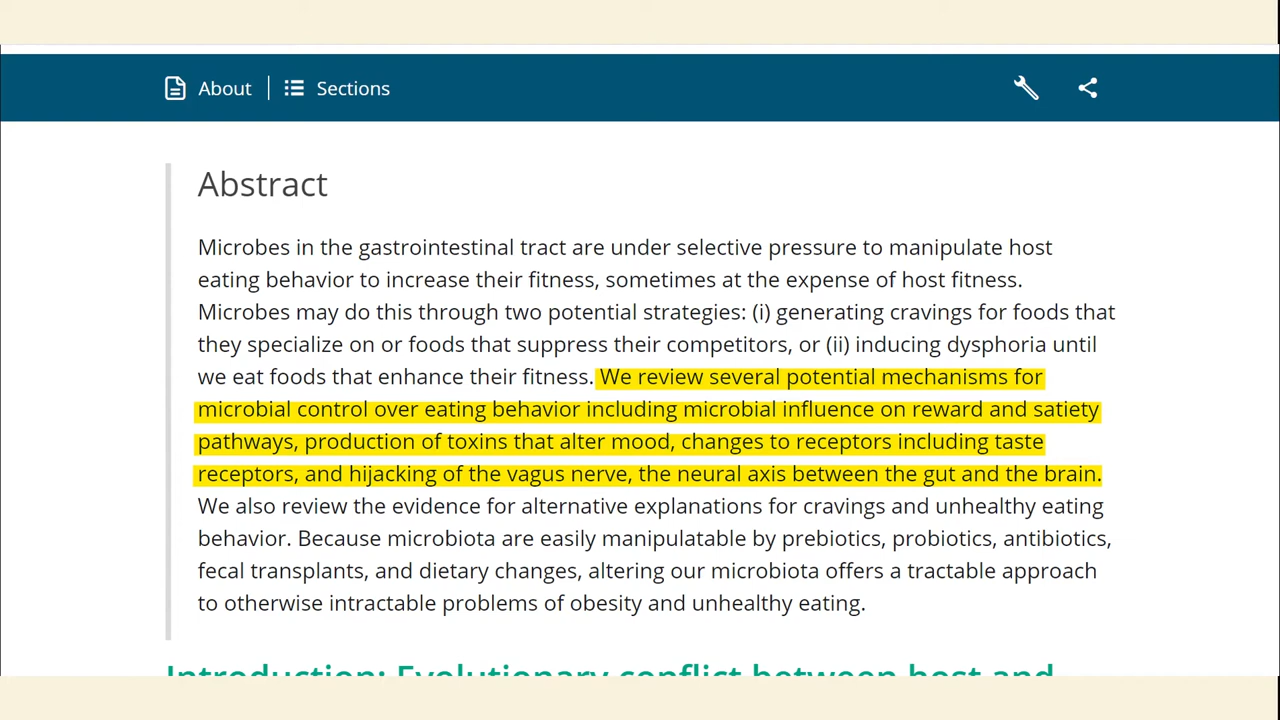 About
Sections
Abstract
Microbes in the gastrointestinal tract are under selective pressure to manipulate host
eating behavior to increase their fitness, sometimes at the expense of host fitness.
Microbes may do this through two potential strategies: (i) generating cravings for foods that
they specialize on or foods that suppress their competitors, or (ii) inducing dysphoria until
we eat foods that enhance their fitness. We review several potential mechanisms for
microbial control over eating behavior including microbial influence on reward and satiety
pathways, production of toxins that alter mood, changes to receptors including taste
receptors, and hijacking of the vagus nerve, the neural axis between the gut and the brain.
We also review the evidence for alternative explanations for cravings and unhealthy eating
behavior. Because microbiota are easily manipulatable by prebiotics, probiotics, antibiotics,
fecal transplants, and dietary changes, altering our microbiota offers a tractable approach
to otherwise intractable problems of obesity and unhealthy eating.
Introduction: Evolutionary conflict between host and